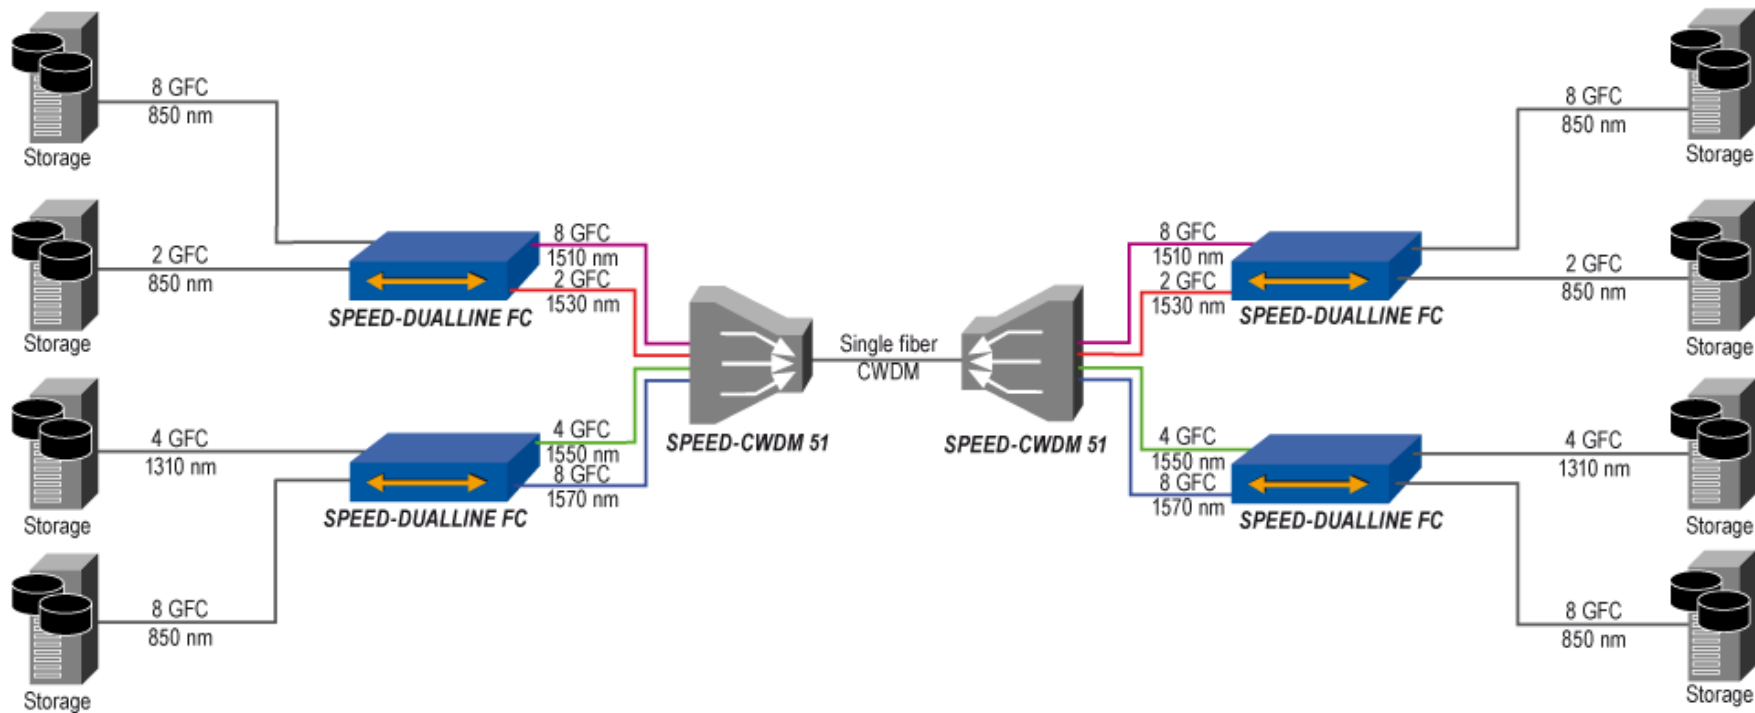 8 GFC
850 nm
Storage
2 GFC
850 nm
Storage
4 GFC
1310 nm
Storage
8 GFC
850 nm
Storage
8 GFC
1510 nm
2 GFC
1530 nm
SPEED-DUALLINE FC
4 GFC
1550 nm
8 GFC
1570 nm
SPEED-DUALLINE FC
SPEED-CWDM 51
Single fiber
CWDM
SPEED-CWDM 51
8 GFC
1510 nm
2 GFC
1530 nm
SPEED-DUALLINE FC
4 GFC
1550 nm
8 GFC
1570 nm
SPEED-DUALLINE FC
8 GFC
850 nm
Storage
2 GFC
850 nm
Storage
4 GFC
1310 nm
Storage
8 GFC
850 nm
Storage